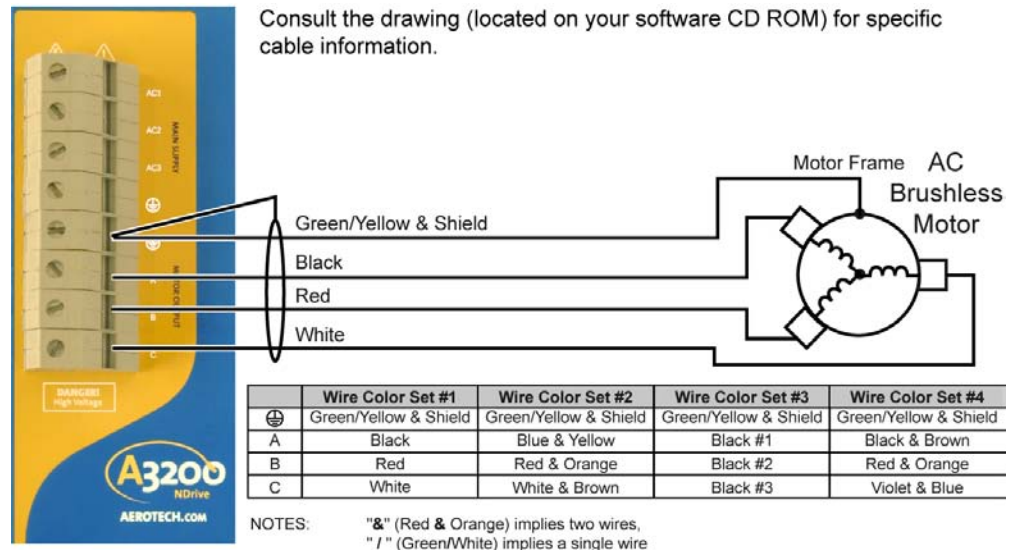 Consult the drawing (located on your software CD ROM) for specific
cable information.
AC1
AC2
AC3
MAIN SUPPLY
MOTOR OUTPUT
B
C
DANGER!
High Voltage
A3200
NDrive
AEROTECH.COM
Green/Yellow & Shield
Black
Red
White
Motor Frame
AC
Brushless
Motor
Wire Color Set #1 Wire Color Set #2 Wire Color Set #3 Wire Color Set #4
Green/Yellow & Shield Green/Yellow & Shield Green/Yellow & Shield Green/Yellow & Shield
A Black Blue & Yellow Black #1 Black & Brown
B Red Red & Orange Black #2 Red & Orange
C White White & Brown Black #3 Violet & Blue
NOTES: "&" (Red & Orange) implies two wires,
" / " (Green/White) implies a single wire